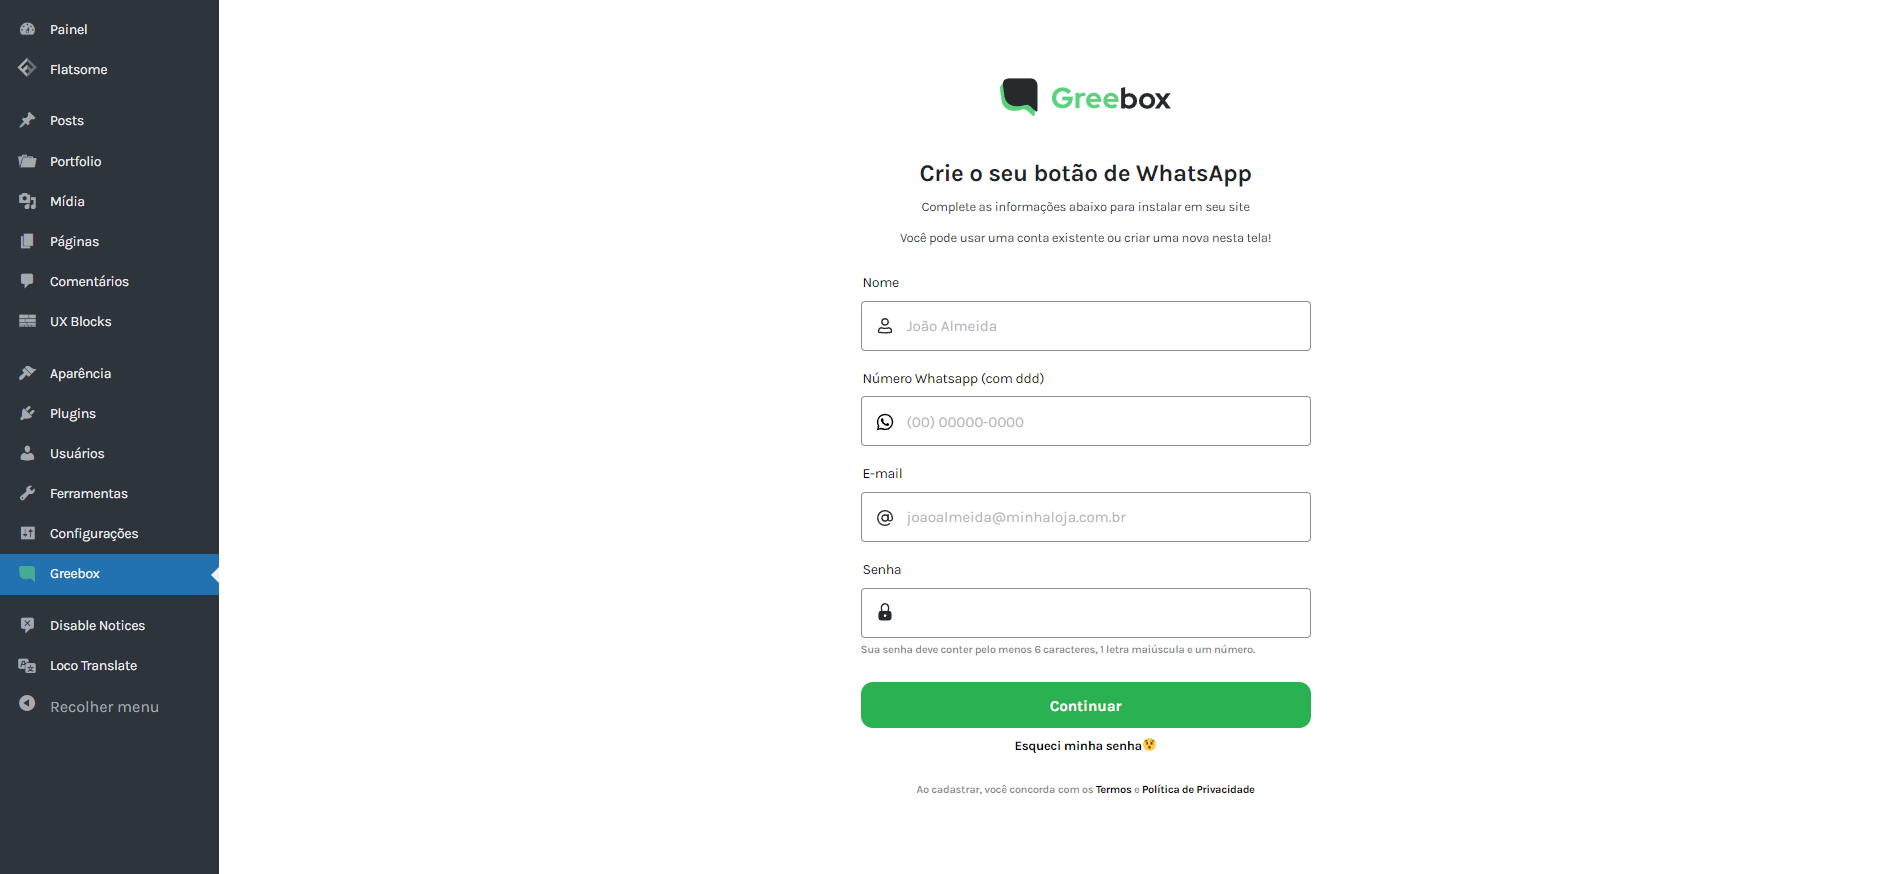 Painel
Flatsome
Posts
Portfolio
Mídia
Páginas
Comentários
UX Blocks
Aparência
Plugins
Usuários
Ferramentas
Configurações
Greebox
Disable Notices
Loco Translate
Recolher menu
Greebox
Crie o seu botão de WhatsApp
Complete as informações abaixo para instalar em seu site
Você pode usar uma conta existente ou criar uma nova nesta tela!
Nome
João Almeida
Número Whatsapp (com ddd)
(00) 00000-0000
E-mail
joaoalmeida@minhaloja.com.br
Senha
Sua senha deve conter pelo menos 6 caracteres, 1 letra maiúscula e um número.
Continuar
Esqueci minha senha🤔
Ao cadastrar, você concorda com os Termos e Política de Privacidade